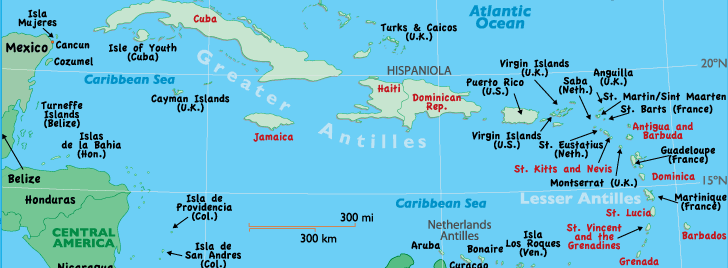 Isla
Mujeres
Cuba
Turks & Caicos
(U.K.)
Atlantic
Ocean
Mexico
Cancun
Cozumel
Isle of Youth
(Cuba)
Caribbean Sea
Greater Antilles
HISPANIOLA
Virgin Islands
(U.K.)
Anguilla
(U.K.)
20°N
Saba
(Neth.)
Puerto Rico
(U.S.)
Haiti
Dominican
Rep.
St. Martin/Sint Maarten
St. Barts (France)
Turneffe
Islands
(Belize)
Cayman Islands
(U.K.)
Jamaica
Virgin Islands
(U.S.)
St. Eustatius
(Neth.)
Antigua and
Barbuda
Islas
de la Bahia
(Hon.)
Guadeloupe
(France)
St. Kitts and Nevis
Belize
Montserrat (U.K.)
Dominica
15°N
Honduras
Isla de
Providencia
(Col.)
Caribbean Sea
Lesser Antilles
Martinique
(France)
300 mi
300 km
St. Lucia
CENTRAL
AMERICA
Netherlands
Antilles
St. Vincent
and the
Grenadines
Barbados
Isla de
San Andres
(Col.)
Aruba
Bonaire
Isla
Los Roques
(Ven.)
Nicaragua
Curacao
Grenada